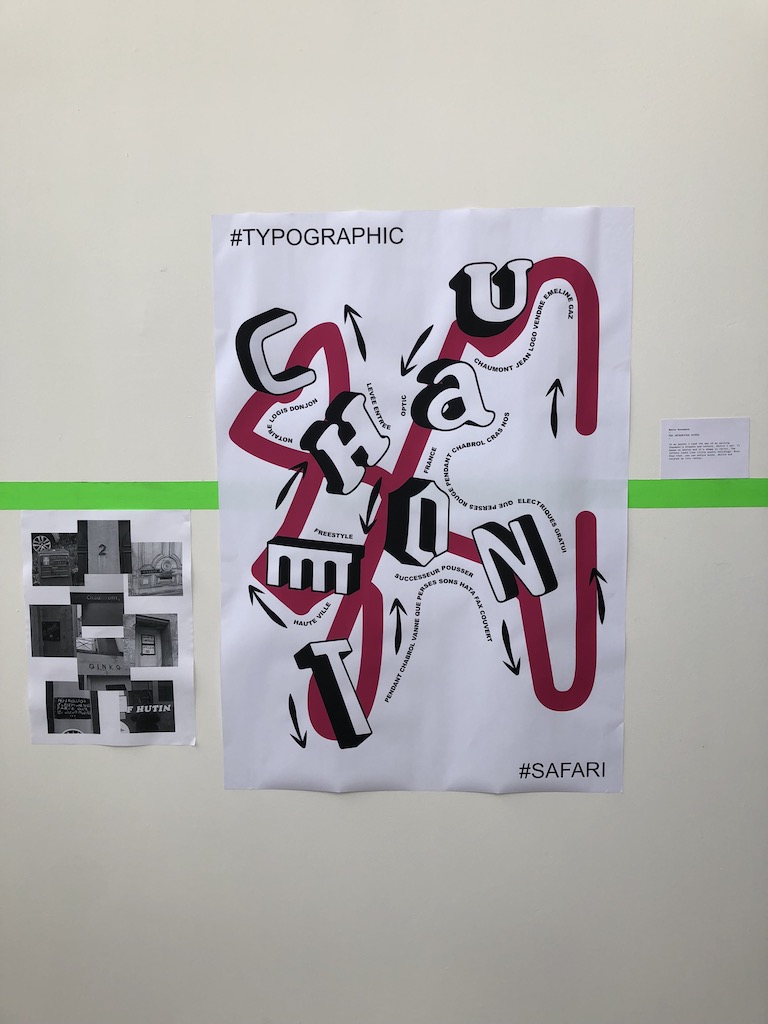 #TYPOGRAPHIC
C
H
a
U
M
O
N
T
NOTAIRE LOGIS DONJON
LEVÉE ENTRÉE
OPTIC
CHAUMONT JEAN LOGO VENDRE EMELINE GAZ
FRANCE
ROUGE PENDANT CHABROL CRAS NOS
QUE PERSES
ELECTRIQUES GRATUI
FREESTYLE
HAUTE VILLE
SUCCESSEUR POUSSER
PENDANT CHABROL VANNE QUE PERSES SONS HATA FAX COUVERT
#SAFARI
2
GINKO
F HUTIN